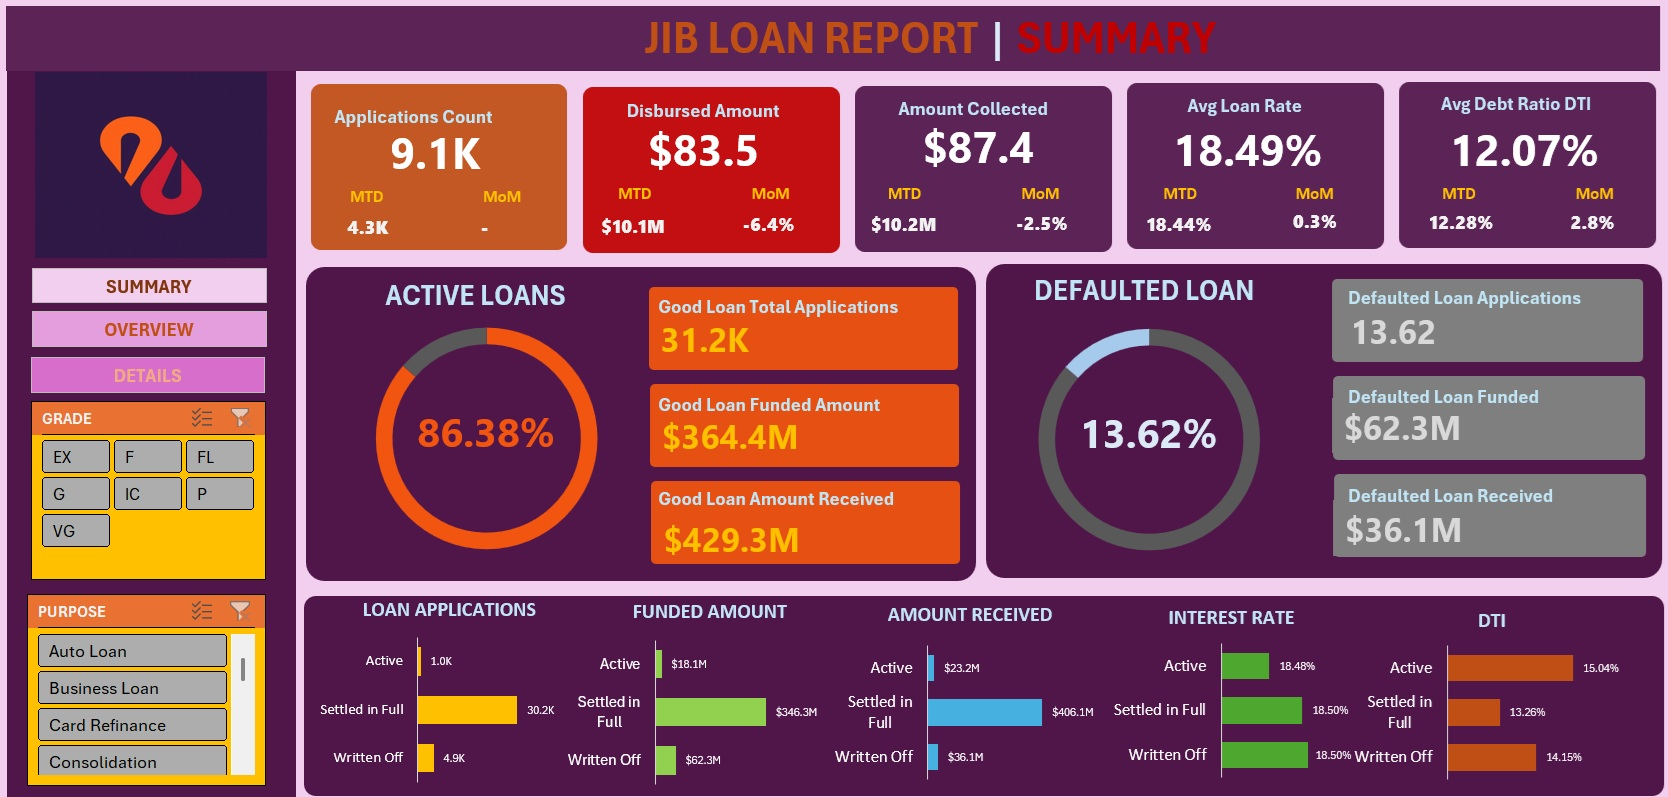 JIB LOAN REPORT | SUMMARY
Applications Count
9.1K
MTD MoM
4.3K -
Disbursed Amount
$83.5
MTD MoM
$10.1M -6.4%
Amount Collected
$87.4
MTD MoM
$10.2M -2.5%
Avg Loan Rate
18.49%
MTD MoM
18.44% 0.3%
Avg Debt Ratio DTI
12.07%
MTD MoM
12.28% 2.8%
SUMMARY
OVERVIEW
DETAILS
GRADE
EX F FL
G IC P
VG
PURPOSE
Auto Loan
Business Loan
Card Refinance
Consolidation
ACTIVE LOANS
86.38%
Good Loan Total Applications
31.2K
Good Loan Funded Amount
$364.4M
Good Loan Amount Received
$429.3M
DEFAULTED LOAN
13.62%
Defaulted Loan Applications
13.62
Defaulted Loan Funded
$62.3M
Defaulted Loan Received
$36.1M
LOAN APPLICATIONS
Active 1.0K
Settled in Full 30.2K
Written Off 4.9K
FUNDED AMOUNT
Active $18.1M
Settled in
Full $346.3M
Written Off $62.3M
AMOUNT RECEIVED
Active $23.2M
Settled in
Full $406.1M
Written Off $36.1M
INTEREST RATE
Active 18.48%
Settled in Full 18.50%
Written Off 18.50%
DTI
Active 15.04%
Settled in
Full 13.26%
Written Off 14.15%